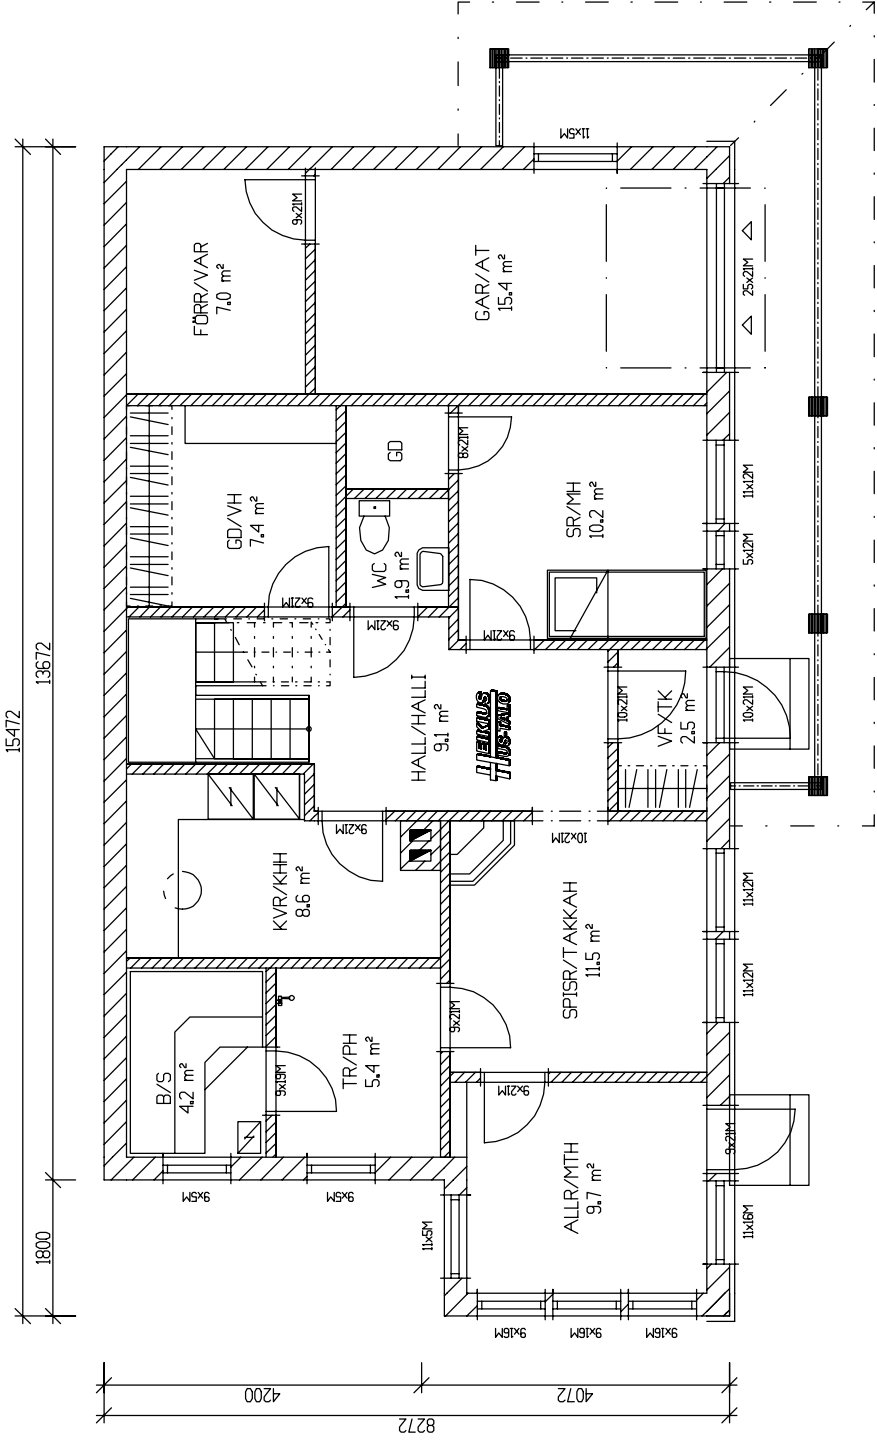 15472
13672
1800
FÖRR/VAR
7.0 m²
9x21M
11x5M
GAR/AT
15.4 m²
25x21M
GD/VH
7.4 m²
9x21M
GD
8x21M
WC
1.9 m²
9x21M
SR/MH
10.2 m²
11x12M
5x12M
9x21M
HALL/HALLI
9.1 m²
HEIKIUS
HUS-TALO
10x21M
VF/TK
2.5 m²
10x21M
KVR/KHH
8.6 m²
9x21M
10x21M
SPISR/TAKKAH
11.5 m²
11x12M
11x12M
B/S
4.2 m²
9x19M
TR/PH
5.4 m²
9x21M
9x21M
ALLR/MTH
9.7 m²
9x21M
11x16M
9x5M
9x5M
11x5M
9x16M
9x16M
9x16M
4200
4072
8272